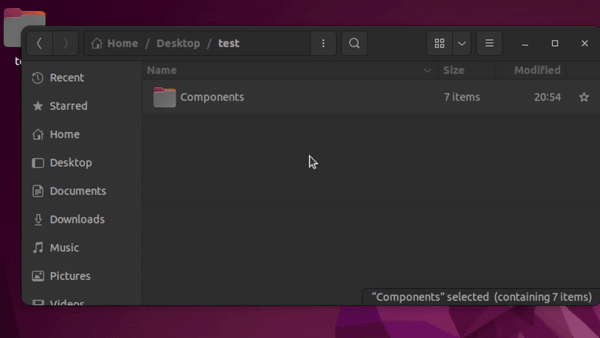 Home / Desktop / test
Name Size Modified
Components 7 items 20:54
Recent
Starred
Home
Desktop
Documents
Downloads
Music
Pictures
Videos
"Components" selected (containing 7 items)